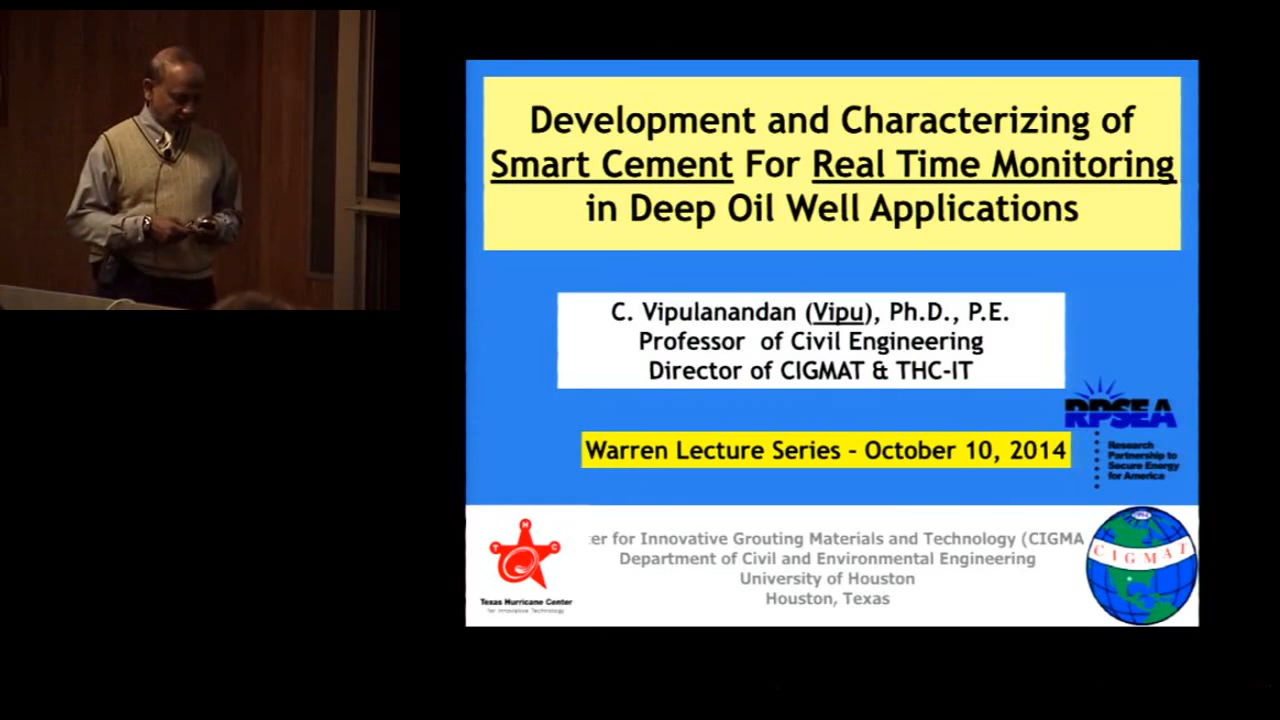 Development and Characterizing of
Smart Cement For Real Time Monitoring
in Deep Oil Well Applications
C. Vipulanandan (Vipu), Ph.D., P.E.
Professor of Civil Engineering
Director of CIGMAT & THC-IT
RPSEA
Research
Partnership to
Secure Energy
for America
Warren Lecture Series - October 10, 2014
T H C
Texas Hurricane Center
for Innovative Technology
er for Innovative Grouting Materials and Technology (CIGMA
Department of Civil and Environmental Engineering
University of Houston
Houston, Texas
CIGMAT